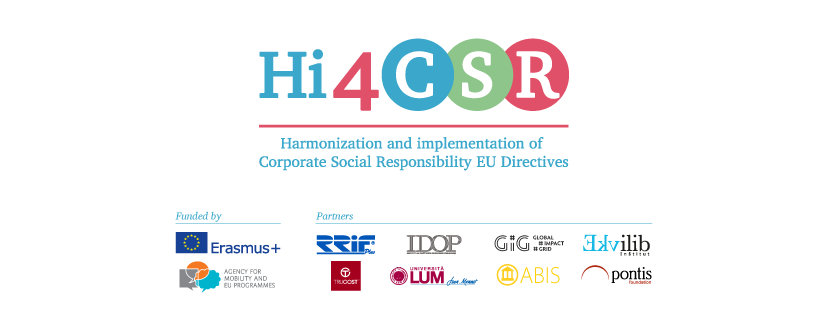 Hi4CSR
Harmonization and implementation of
Corporate Social Responsibility EU Directives
Funded by
Partners
Erasmus+
RRiF
Plus
IDOP
GiG
GLOBAL
IMPACT
GRID
Ekvilib
Inštitut
AGENCY FOR
MOBILITY AND
EU PROGRAMMES
TRUCOST
UNIVERSITÀ
LUM
Jean Monnet
ABIS
pontis
foundation